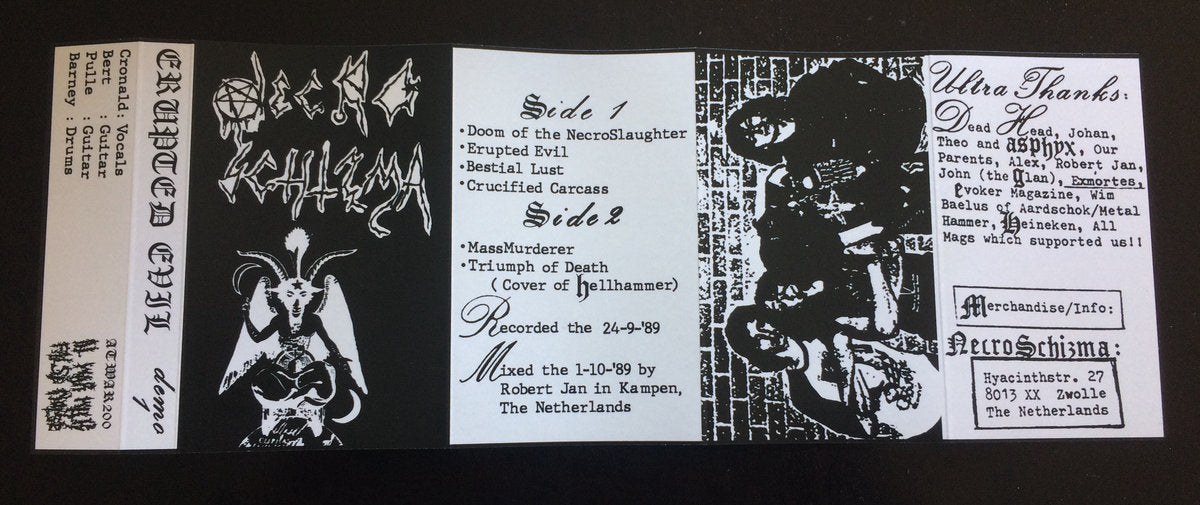 Cronald: Vocals
Bert : Guitar
Pulle : Guitar
Barney : Drums
ATWAR200
ERUPTED EVIL demo
NECRO
SCHIZMA
Side 1
•Doom of the NecroSlaughter
•Erupted Evil
•Bestial Lust
•Crucified Carcass
Side 2
•MassMurderer
•Triumph of Death
(Cover of hellhammer)
Recorded the 24-9-'89
Mixed the 1-10-'89 by
Robert Jan in Kampen,
The Netherlands
Ultra Thanks:
Dead Head, Johan,
Theo and asphyx, Our
Parents, Alex, Robert Jan,
John (the glan), Exmortes,
Evoker Magazine, Wim
Baelus of Aardschok/Metal
Hammer, Heineken, All
Mags which supported us!!
Merchandise/Info:
NecroSchizma:
Hyacinthstr. 27
8013 XX Zwolle
The Netherlands